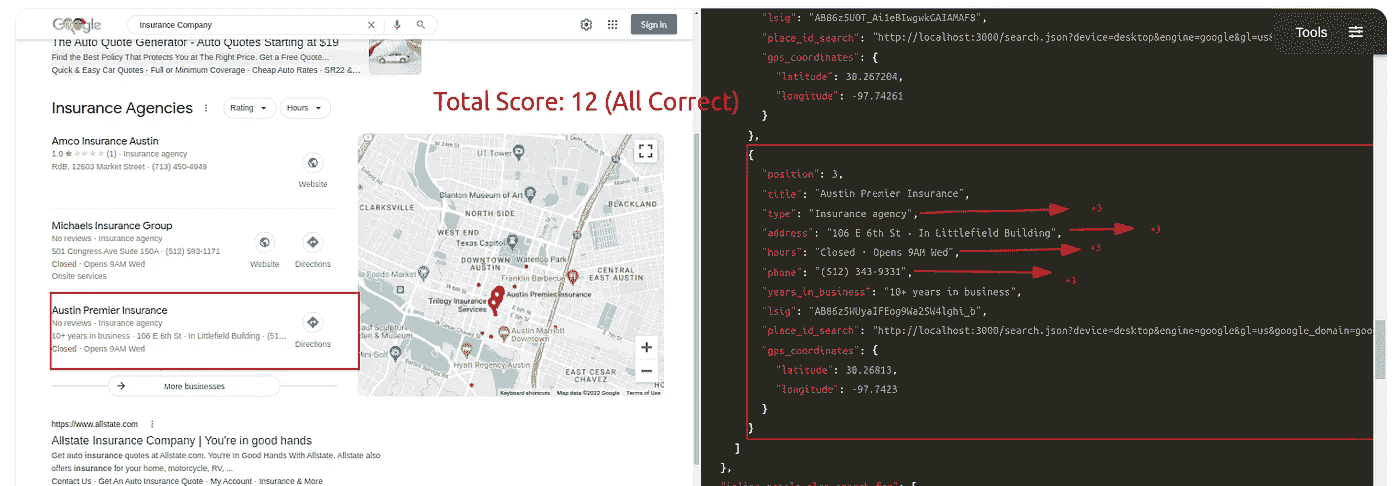 Google
Insurance Company
Sign in
The Auto Quote Generator - Auto Quotes Starting at $19
Find the Best Policy That Protects You at The Right Price. Get a Free Quote...
Quick & Easy Car Quotes · Full or Minimum Coverage · Cheap Auto Rates · SR22 &...
Insurance Agencies
Rating
Hours
Total Score: 12 (All Correct)
Amco Insurance Austin
1.0 (1) · Insurance agency
RdB, 12603 Market Street · (713) 450-4949
Website
Michaels Insurance Group
No reviews · Insurance agency
501 Congress Ave Suite 150A · (512) 593-1171
Closed · Opens 9AM Wed
Onsite services
Website
Directions
Austin Premier Insurance
No reviews · Insurance agency
10+ years in business · 106 E 6th St · In Littlefield Building · (51...
Closed · Opens 9AM Wed
Directions
More businesses
UT Tower
Blanton Museum of Art
CLARKSVILLE
NORTH SIDE
BLACKLAND
WEST END
Texas Capitol
DOWNTOWN
AUSTIN
Waterloo Park
Franklin Barbecue
CENTRAL
EAST AUSTIN
Trilogy Insurance
Services
Austin Premier Insurance
Austin Marriott
Downtown
Mini-Golf
Hyatt Regency Austin
EAST CESAR
CHAVEZ
Keyboard shortcuts
Map data ©2022 Google
Terms of Use
https://www.allstate.com
Allstate Insurance Company | You're in good hands
Get auto insurance quotes at Allstate.com. You're In Good Hands With Allstate. Allstate also
offers insurance for your home, motorcycle, RV, ...
Contact Us · Get An Auto Insurance Quote · My Account · Insurance & More
Tools
"lsig": "AB86z5UOT_Ai1eBIwgwkGAIAMAF8",
"place_id_search": "http://localhost:3000/search.json?device=desktop&engine=google&gl=us&
"gps_coordinates": {
"latitude": 30.267204,
"longitude": -97.74261
}
},
{
"position": 3,
"title": "Austin Premier Insurance",
"type": "Insurance agency", +3
"address": "106 E 6th St · In Littlefield Building", +3
"hours": "Closed · Opens 9AM Wed", +3
"phone": "(512) 343-9331", +3
"years_in_business": "10+ years in business",
"lsig": "AB86z5WUyaIFEog9Wa2SW4lghi_b",
"place_id_search": "http://localhost:3000/search.json?device=desktop&engine=google&gl=us&google_domain=goo
"gps_coordinates": {
"latitude": 30.26813,
"longitude": -97.7423
}
}
]
},